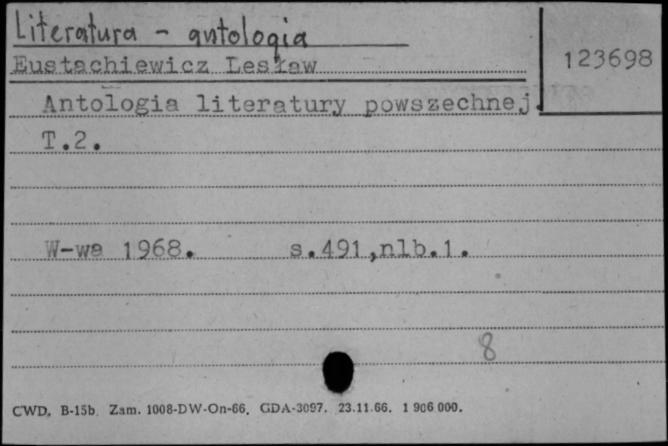 Literatura - antologia
Eustachiewicz Lesław
123698
Antologia literatury powszechnej.
T.2.
W-wa 1968. s.491,nlb.1.
8
CWD, B-15b. Zam. 1008-DW-On-66. GDA-3097. 23.11.66. 1 906 000.